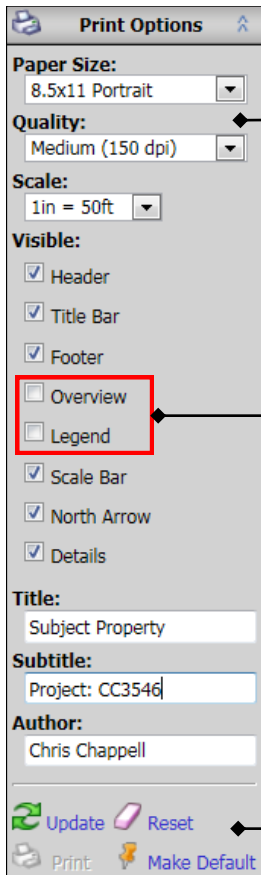 Print Options
Paper Size:
8.5x11 Portrait
Quality:
Medium (150 dpi)
Scale:
1in = 50ft
Visible:
Header
Title Bar
Footer
Overview
Legend
Scale Bar
North Arrow
Details
Title:
Subject Property
Subtitle:
Project: CC3546
Author:
Chris Chappell
Update Reset
Print Make Default